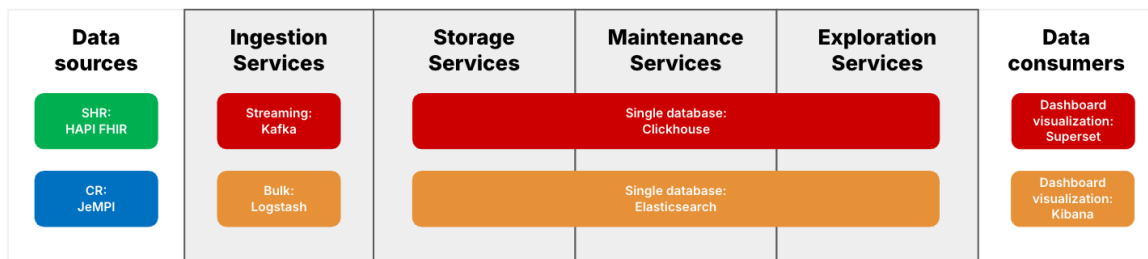 Data
sources
Ingestion
Services
Storage
Services
Maintenance
Services
Exploration
Services
Data
consumers
SHR:
HAPI FHIR
Streaming:
Kafka
Single database:
Clickhouse
Dashboard
visualization:
Superset
CR:
JeMPI
Bulk:
Logstash
Single database:
Elasticsearch
Dashboard
visualization:
Kibana